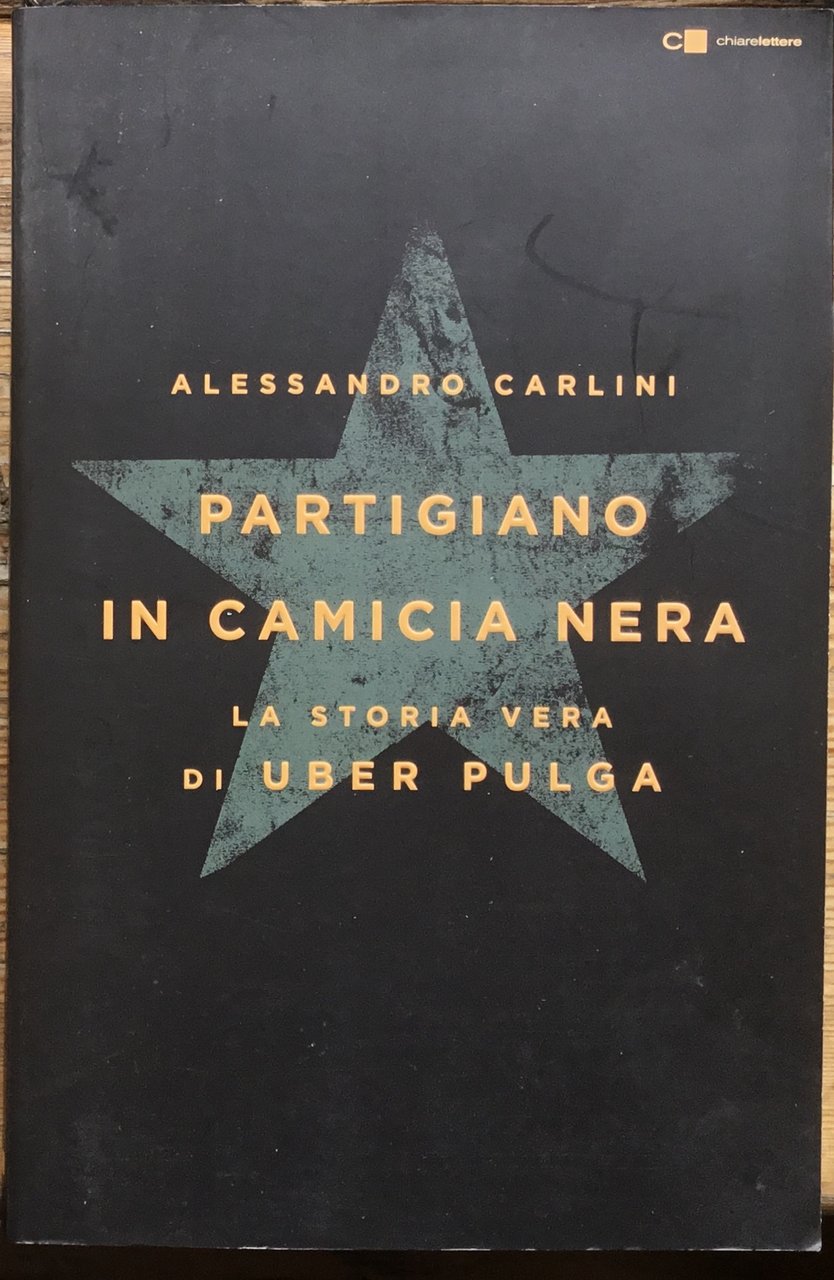 chiarelettere
ALESSANDRO CARLINI
PARTIGIANO
IN CAMICIA NERA
LA STORIA VERA
DI UBER PULGA